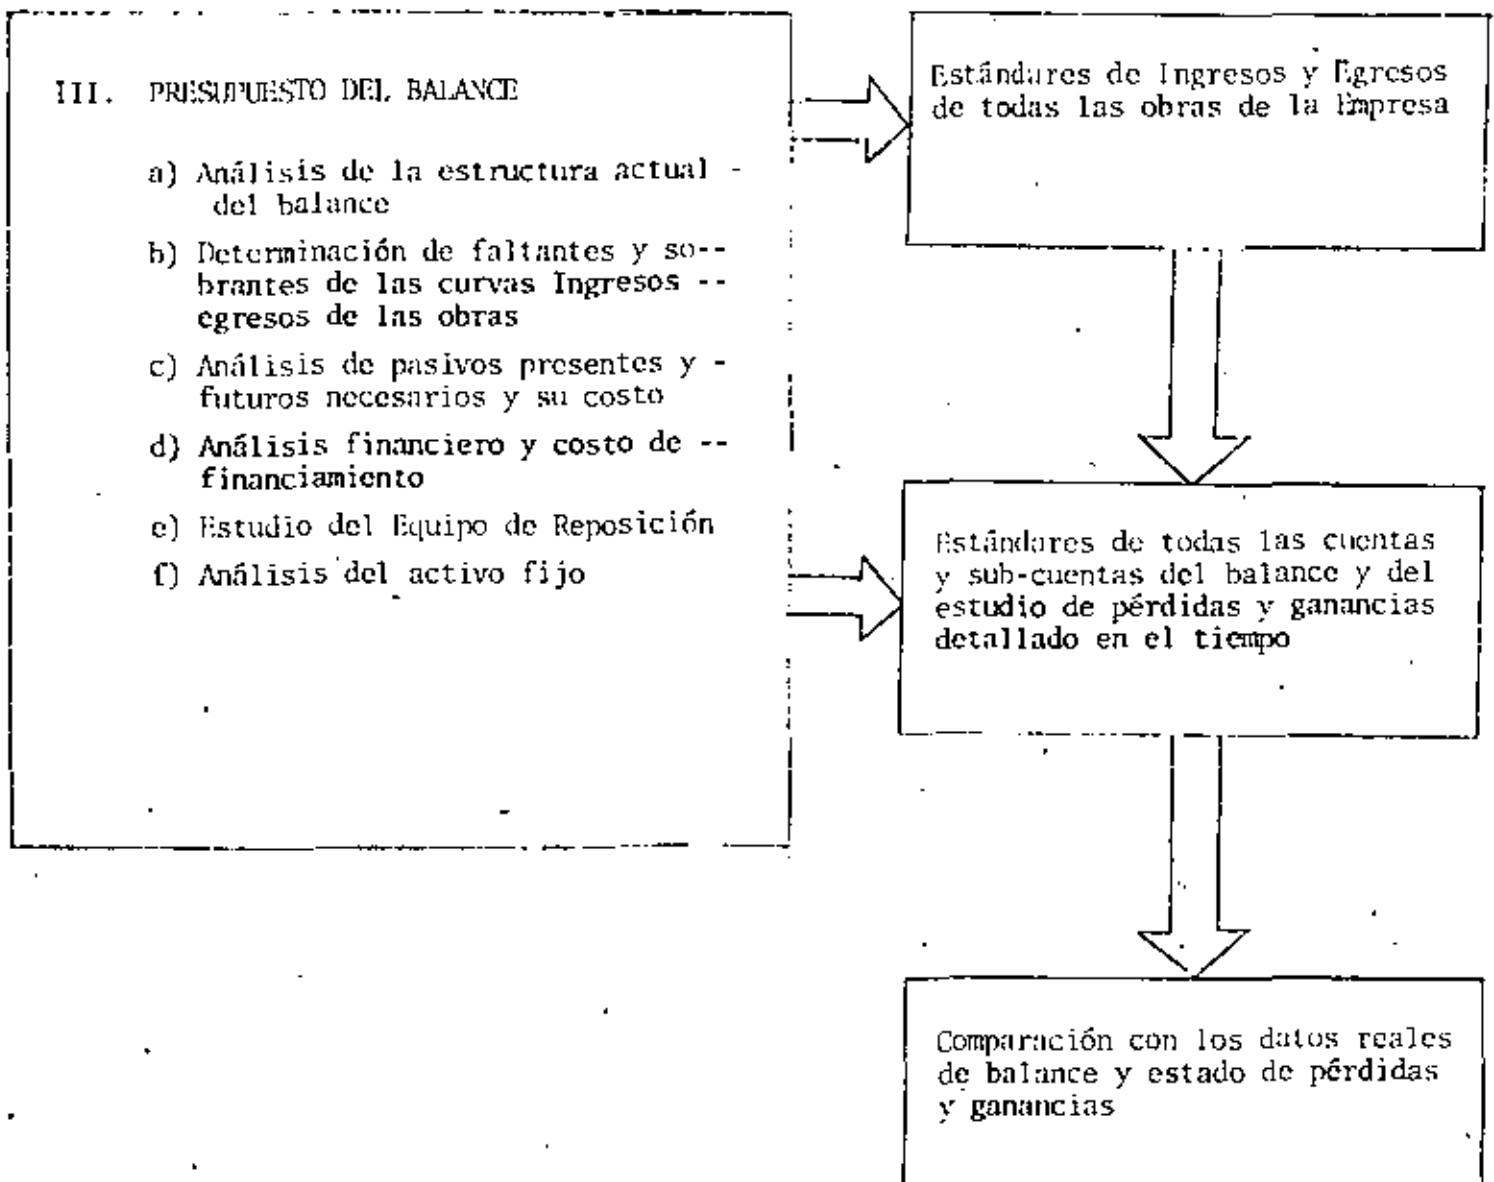 III. PRESUPUESTO DEL BALANCE
a) Análisis de la estructura actual -
del balance
b) Determinación de faltantes y so--
brantes de las curvas Ingresos --
egresos de las obras
c) Análisis de pasivos presentes y -
futuros necesarios y su costo
d) Análisis financiero y costo de --
financiamiento
e) Estudio del Equipo de Reposición
f) Análisis del activo fijo
Estándares de Ingresos y Egresos
de todas las obras de la Empresa
Estándares de todas las cuentas
y sub-cuentas del balance y del
estudio de pérdidas y ganancias
detallado en el tiempo
Comparación con los datos reales
de balance y estado de pérdidas
y ganancias